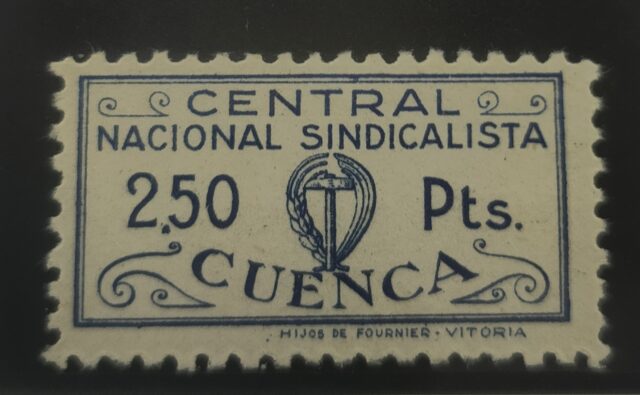 CENTRAL
NACIONAL SINDICALISTA
2,50 Pts.
CUENCA
HIJOS DE FOURNIER - VITORIA